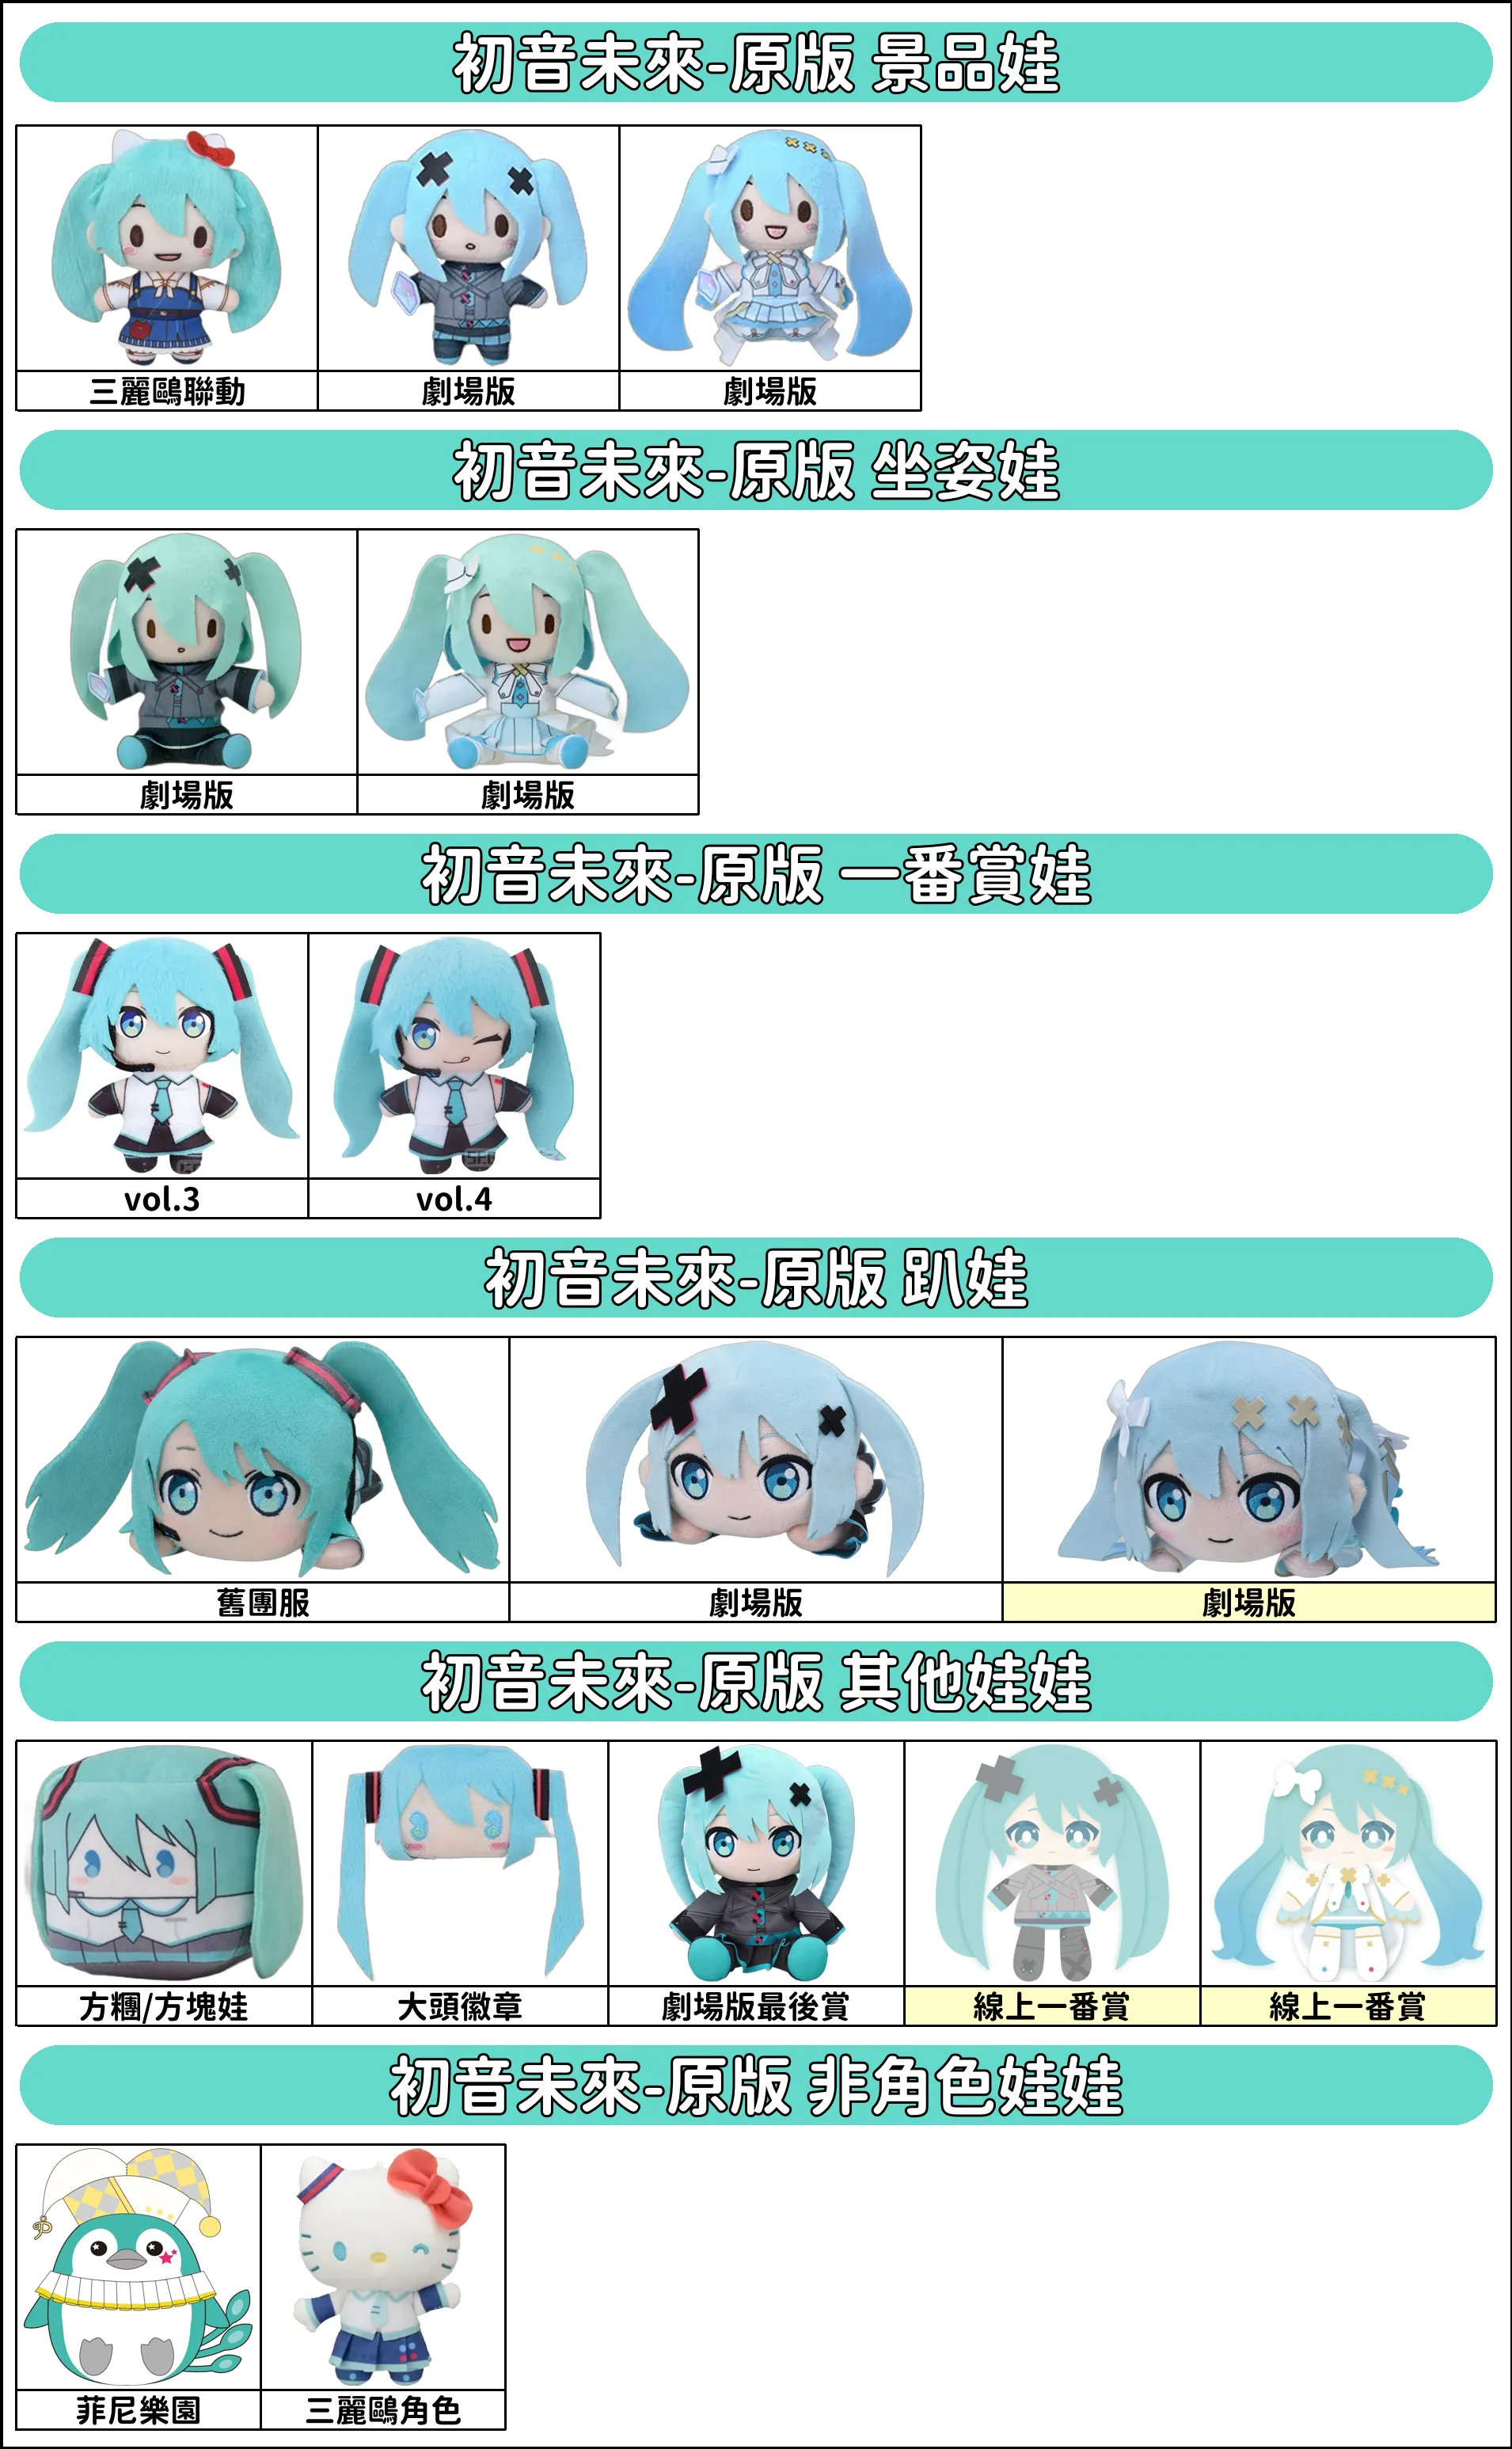 初音未來-原版 景品娃
三麗鷗聯動
劇場版
劇場版
初音未來-原版 坐姿娃
劇場版
劇場版
初音未來-原版 一番賞娃
vol.3
vol.4
初音未來-原版 趴娃
舊團服
劇場版
劇場版
初音未來-原版 其他娃娃
方糰/方塊娃
大頭徽章
劇場版最後賞
線上一番賞
線上一番賞
初音未來-原版 非角色娃娃
菲尼樂園
三麗鷗角色